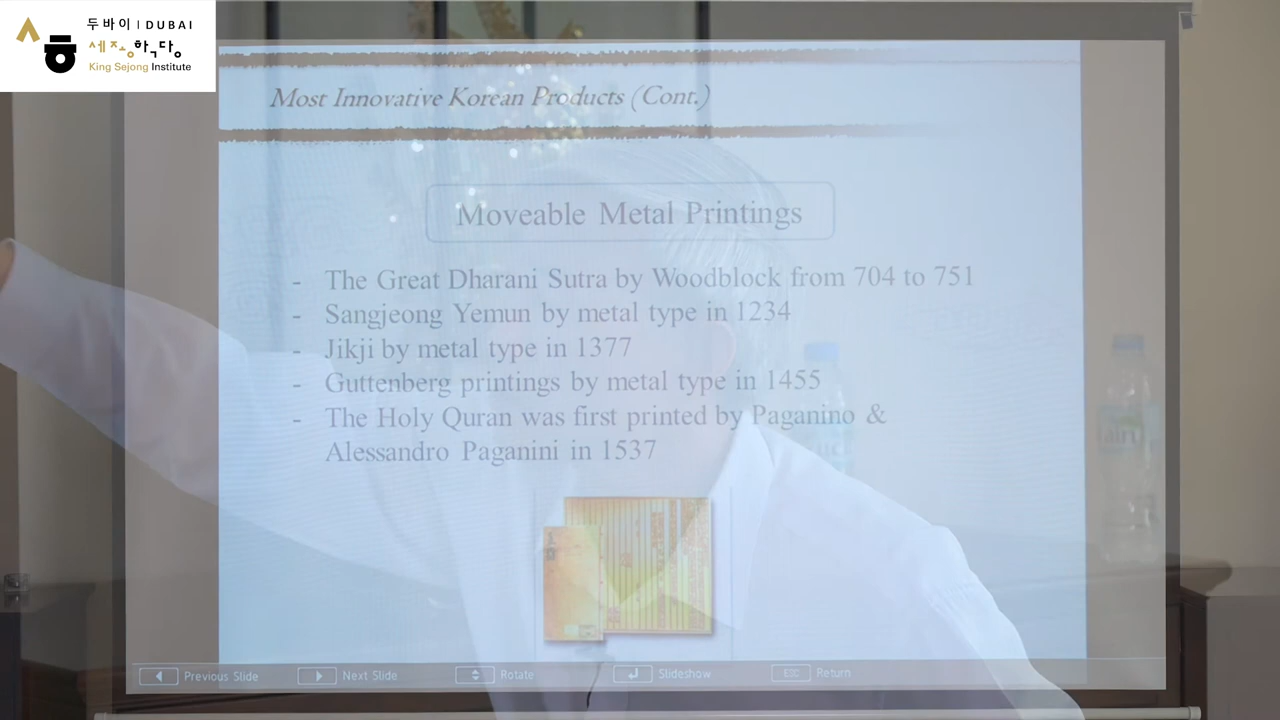 두바이 | DUBAI
세종학당
King Sejong Institute
Most Innovative Korean Products (Cont.)
Moveable Metal Printings
- The Great Dharani Sutra by Woodblock from 704 to 751
- Sangjeong Yemun by metal type in 1234
- Jikji by metal type in 1377
- Guttenberg printings by metal type in 1455
- The Holy Quran was first printed by Paganino &
Alessandro Paganini in 1537
Previous Slide Next Slide Rotate Slideshow ESC Return